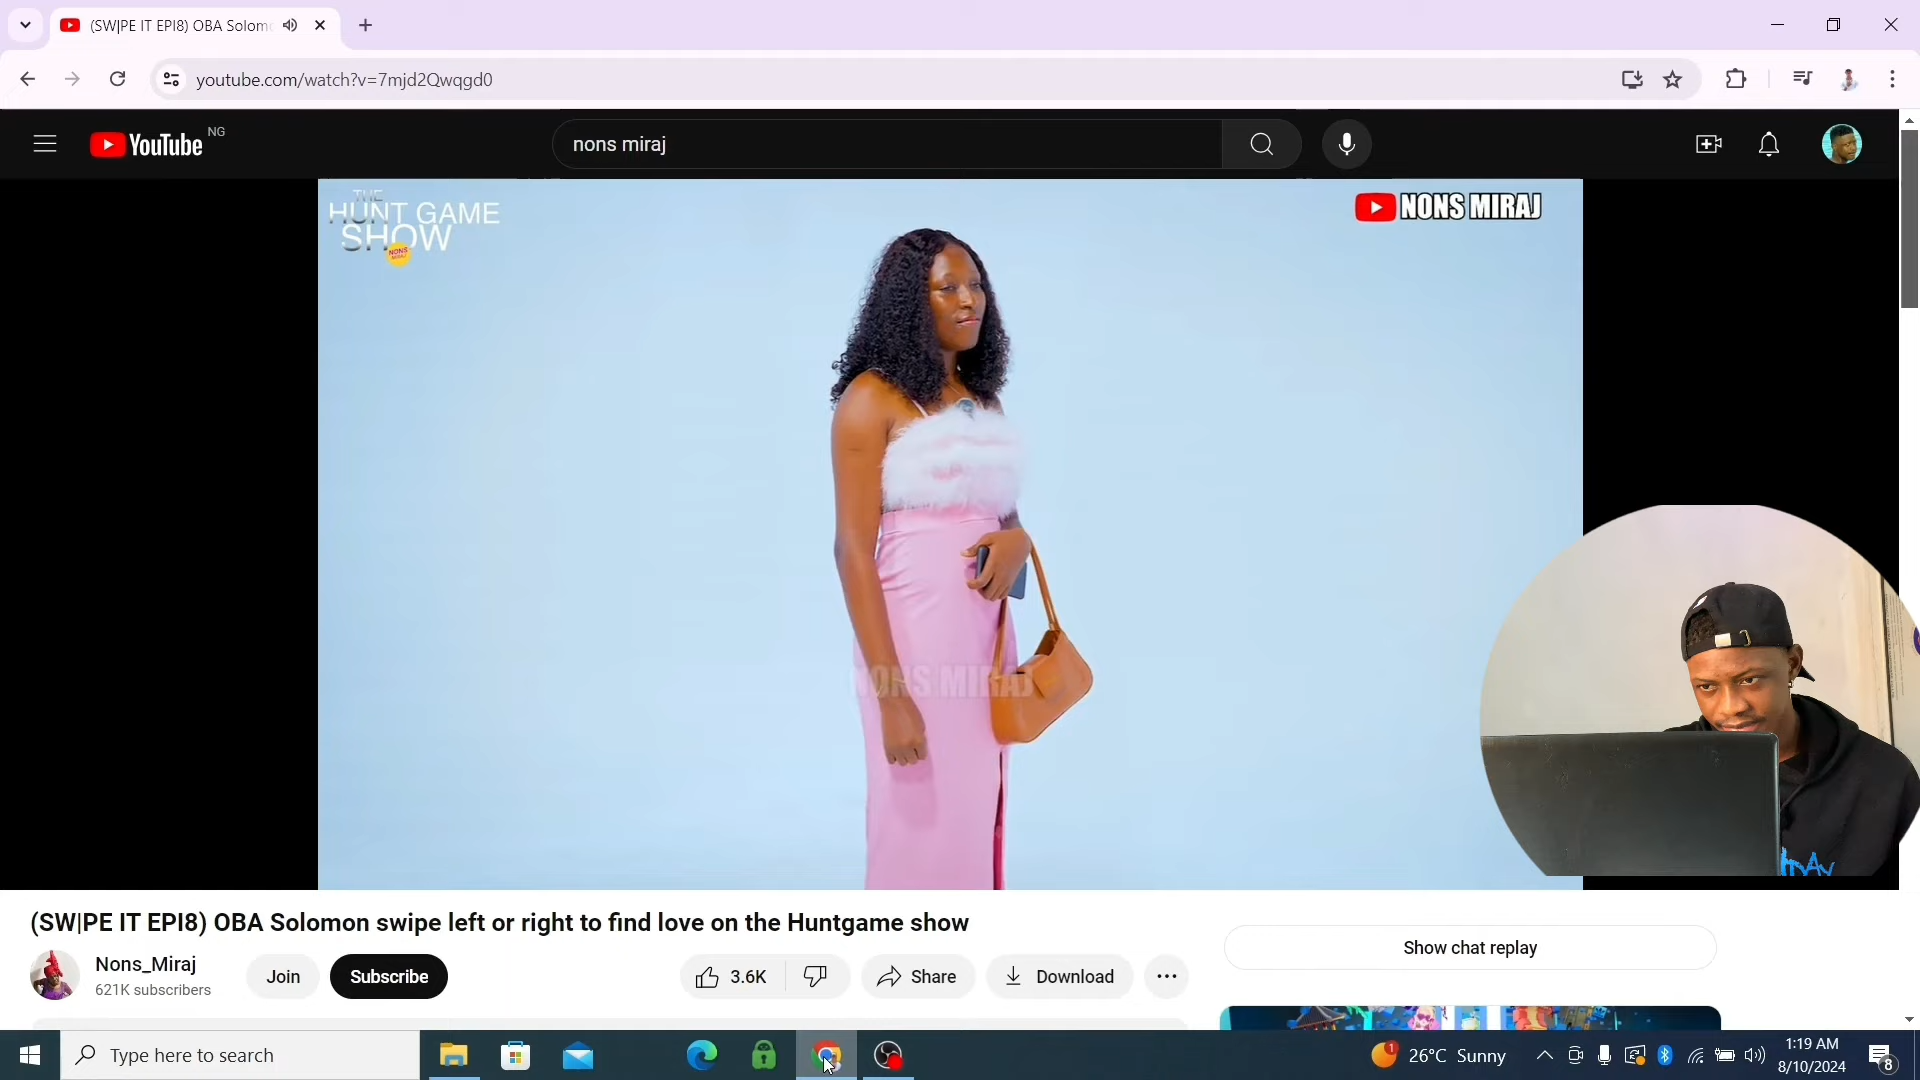 (SW|PE IT EPI8) OBA Solom
youtube.com/watch?v=7mjd2Qwqgd0
YouTube NG
nons miraj
THE
HUNT GAME
SHOW
NONS
MIRAJ
NONS MIRAJ
NONS MIRAJ
(SW|PE IT EPI8) OBA Solomon swipe left or right to find love on the Huntgame show
Nons_Miraj
621K subscribers
Join
Subscribe
3.6K
Share
Download
Show chat replay
Type here to search
1
26°C Sunny
1:19 AM
8/10/2024
8